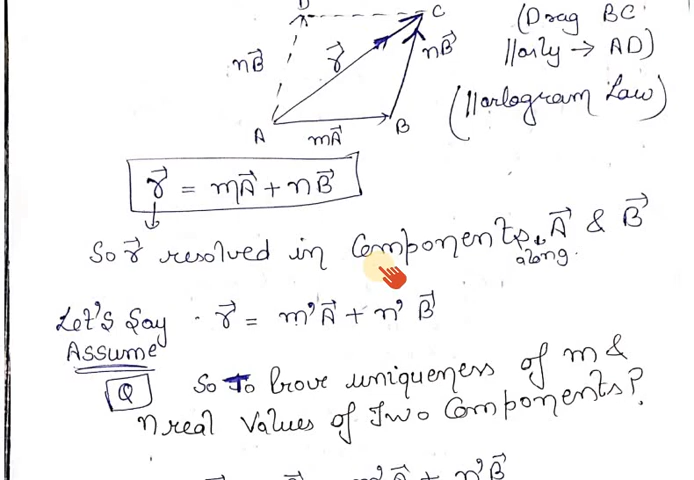 D
C
(Drag BC
nB⃗
r⃗
nB⃗
||arly → AD)
A
mA⃗
B
(||arlogram Law)
r⃗ = mA⃗ + nB⃗
So r⃗ resolved in Components along A⃗ & B⃗
Let's Say r⃗ = m'A⃗ + n' B⃗
Assume
Q So To Prove uniqueness of m &
n real Values of Two Components?
m'A⃗ + n'B⃗